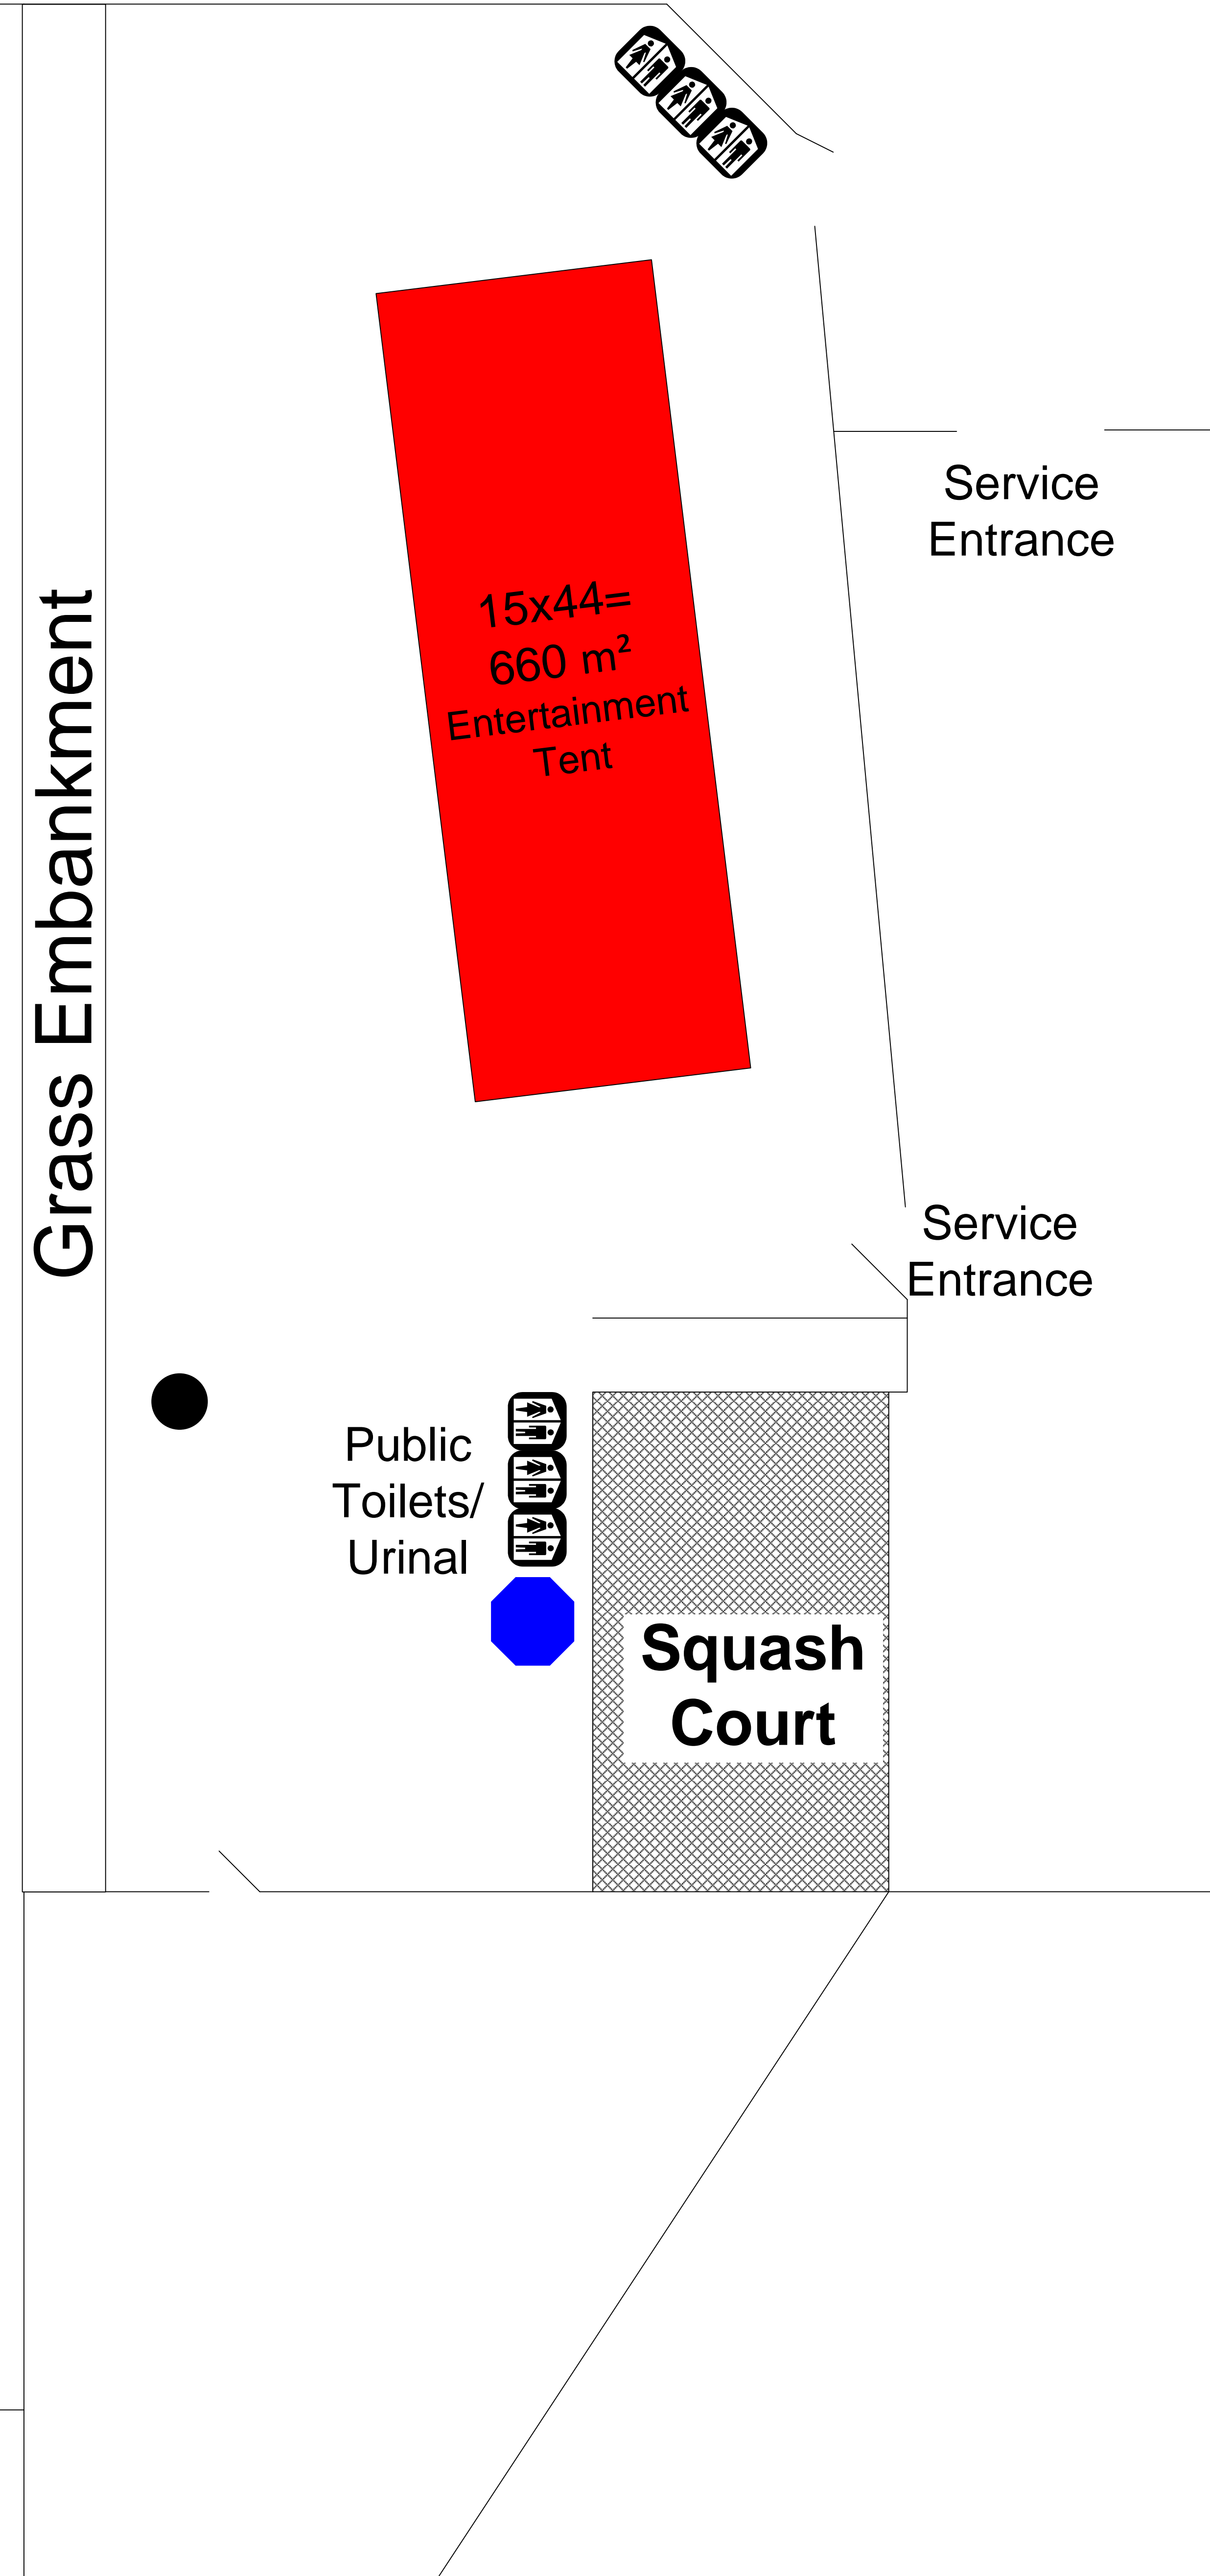 Service
Entrance
15x44=
660 m²
Entertainment
Tent
Grass Embankment
Service
Entrance
Public
Toilets/
Urinal
Squash
Court